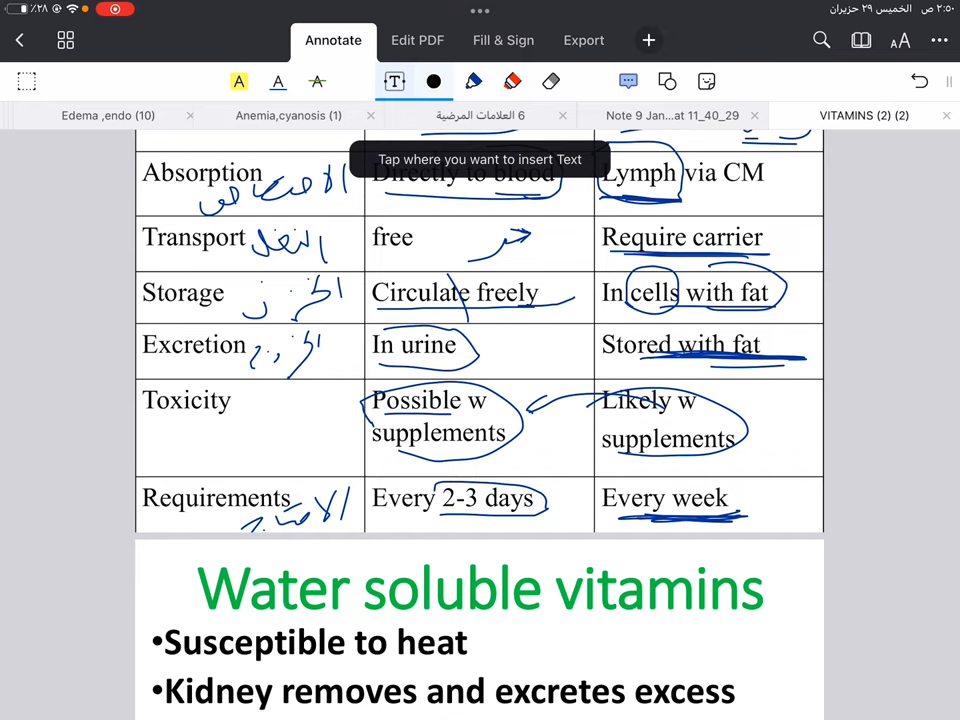 ٢:٥٠ ص الخميس ٢٩ حزيران
٪٢٨
Annotate Edit PDF Fill & Sign Export
Edema ,endo (10) Anemia,cyanosis (1) 6 العلامات المرضية Note 9 Jan...at 11_40_29 VITAMINS (2) (2)
Tap where you want to insert Text
Absorption الامتصاص Directly to blood Lymph via CM
Transport النقل free حر Require carrier
Storage الخزن Circulate freely In cells with fat
Excretion In urine Stored with fat
Toxicity Possible w supplements Likely w supplements
Requirements Every 2-3 days Every week
Water soluble vitamins
•Susceptible to heat
•Kidney removes and excretes excess